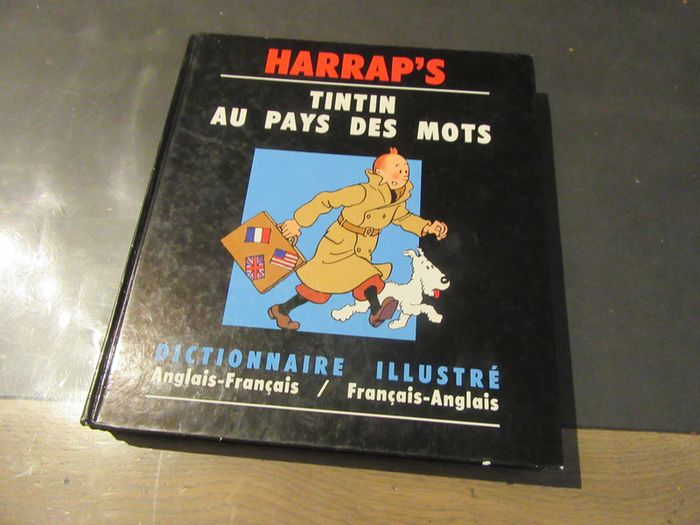 HARRAP'S
TINTIN
AU PAYS DES MOTS
DICTIONNAIRE ILLUSTRÉ
Anglais-Français / Français-Anglais